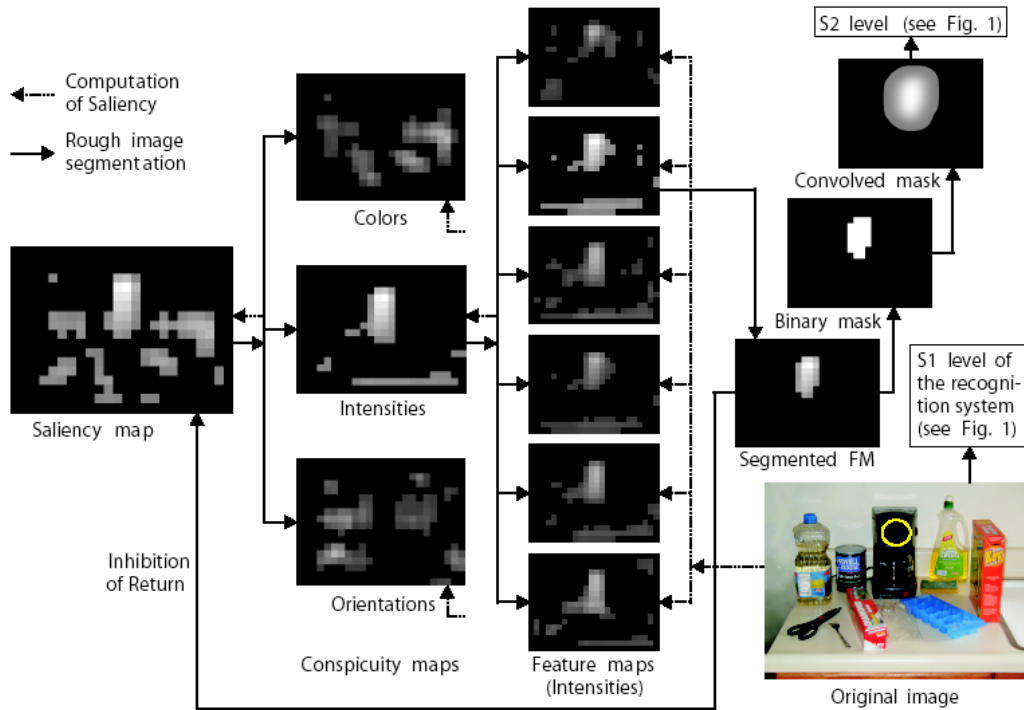 S2 level (see Fig. 1)
Computation
of Saliency
Rough image
segmentation
Colors
Convolved mask
Binary mask
Intensities
Saliency map
S1 level of
the recogni-
tion system
(see Fig. 1)
Segmented FM
Inhibition
of Return
Orientations
Conspicuity maps
Feature maps
(Intensities)
Original image